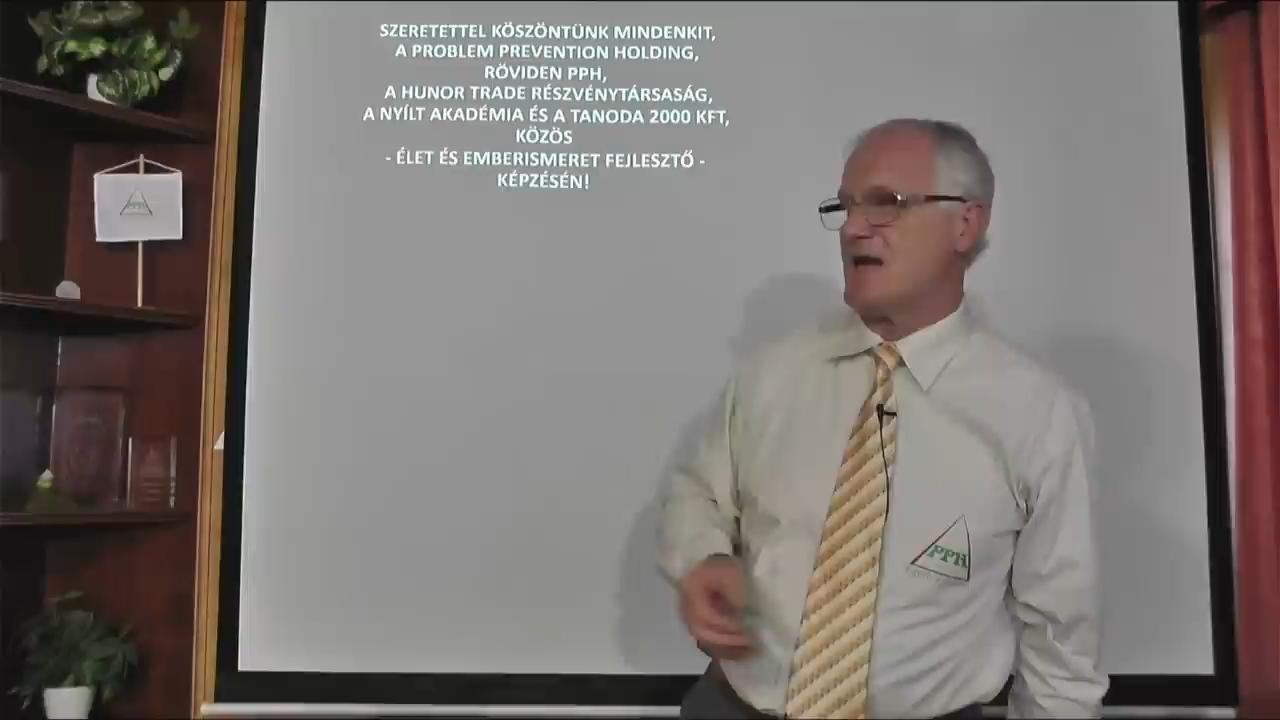 SZERETETTEL KÖSZÖNTÜNK MINDENKIT,
A PROBLEM PREVENTION HOLDING,
RÖVIDEN PPH,
A HUNOR TRADE RÉSZVÉNYTÁRSASÁG,
A NYÍLT AKADÉMIA ÉS A TANODA 2000 KFT,
KÖZÖS
- ÉLET ÉS EMBERISMERET FEJLESZTŐ -
KÉPZÉSÉN!
PPH
PPH